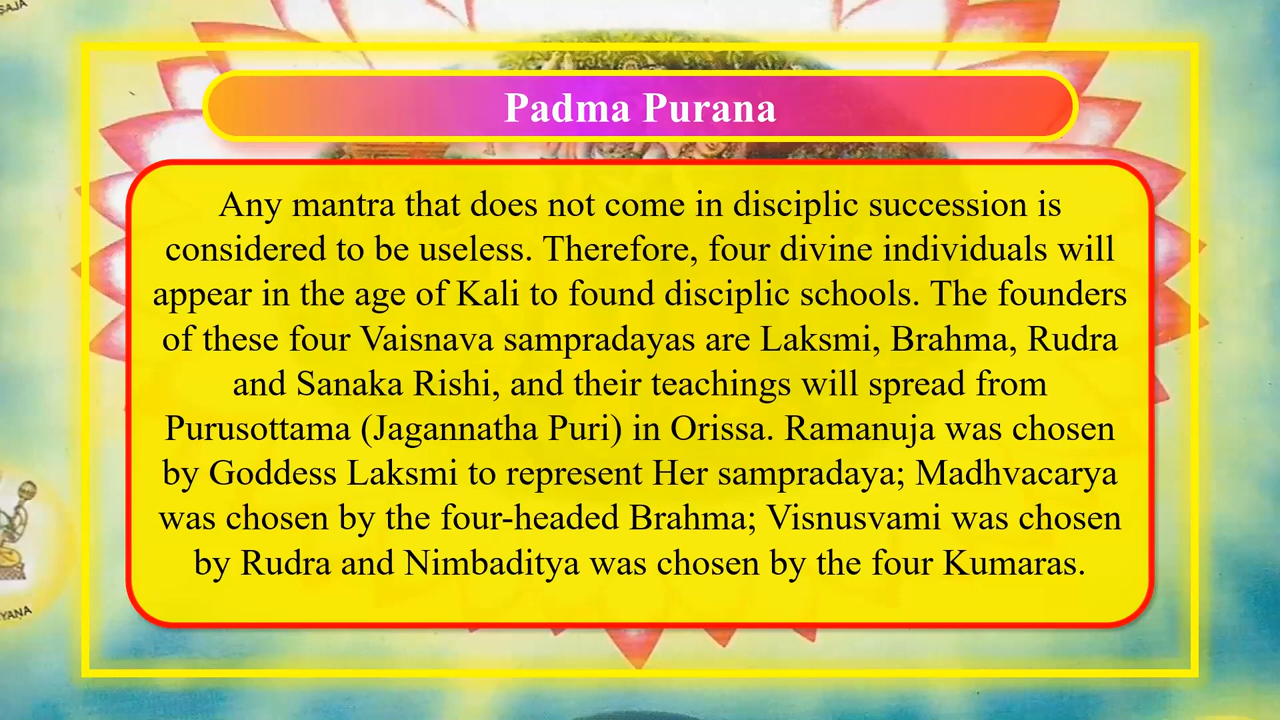 ŚAJA
Padma Purana
Any mantra that does not come in disciplic succession is
considered to be useless. Therefore, four divine individuals will
appear in the age of Kali to found disciplic schools. The founders
of these four Vaisnava sampradayas are Laksmi, Brahma, Rudra
and Sanaka Rishi, and their teachings will spread from
Purusottama (Jagannatha Puri) in Orissa. Ramanuja was chosen
by Goddess Laksmi to represent Her sampradaya; Madhvacarya
was chosen by the four-headed Brahma; Visnusvami was chosen
by Rudra and Nimbaditya was chosen by the four Kumaras.
YANA